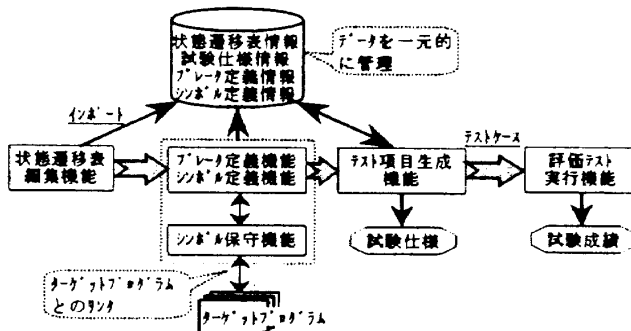 状態遷移表情報
試験仕様情報
ブレータ定義情報
シンボル定義情報
データを一元的
に管理
インポート
状態遷移表
編集機能
ブレータ定義機能
シンボル定義機能
テスト項目生成
機能
テストケース
評価テスト
実行機能
シンボル保守機能
試験仕様
試験成績
ターゲットプログラム
とのリンク
ターゲットプログラム